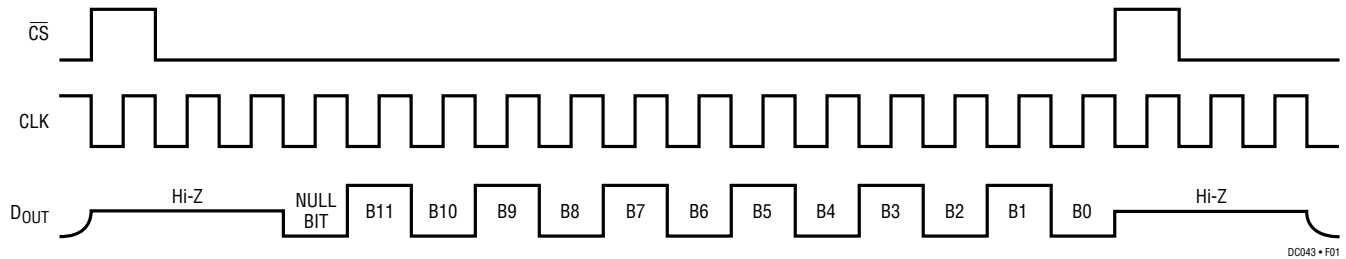 C̅S̅
CLK
DOUT
Hi-Z
NULL
BIT
B11
B10
B9
B8
B7
B6
B5
B4
B3
B2
B1
B0
Hi-Z
DC043 • F01